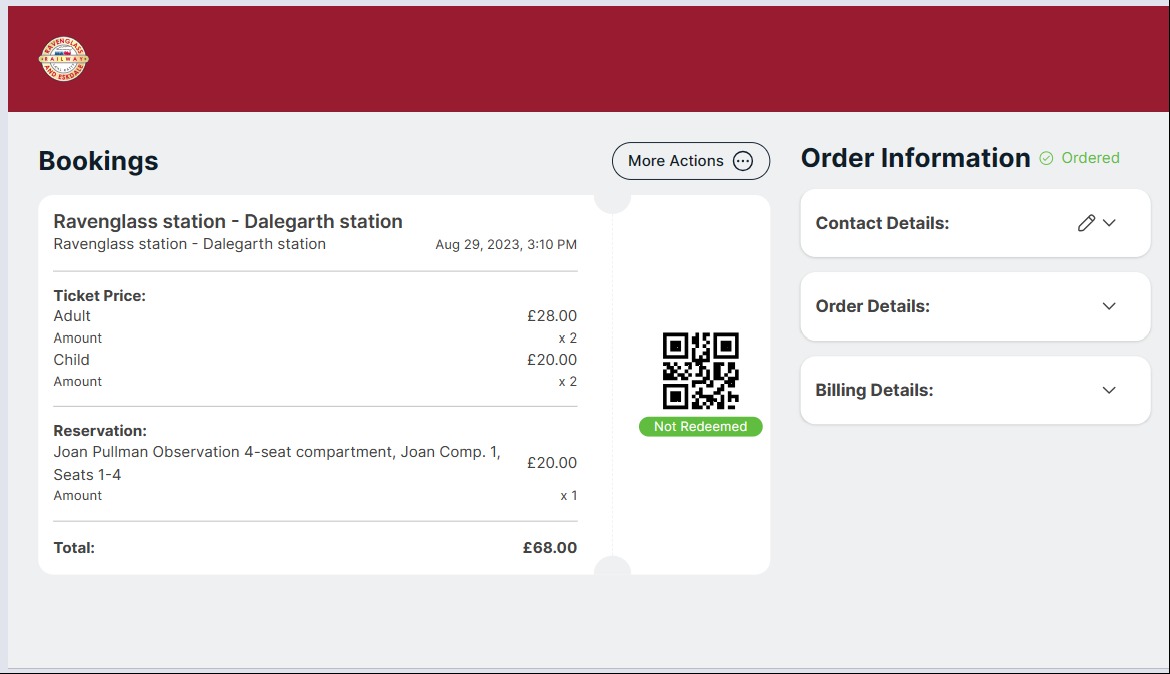 RAVENGLASS
RAILWAY
AND ESKDALE
Bookings
More Actions
Ravenglass station - Dalegarth station
Ravenglass station - Dalegarth station Aug 29, 2023, 3:10 PM
Ticket Price:
Adult £28.00
Amount x 2
Child £20.00
Amount x 2
Reservation:
Joan Pullman Observation 4-seat compartment, Joan Comp. 1,
Seats 1-4 £20.00
Amount x 1
Total: £68.00
Not Redeemed
Order Information Ordered
Contact Details:
Order Details:
Billing Details: